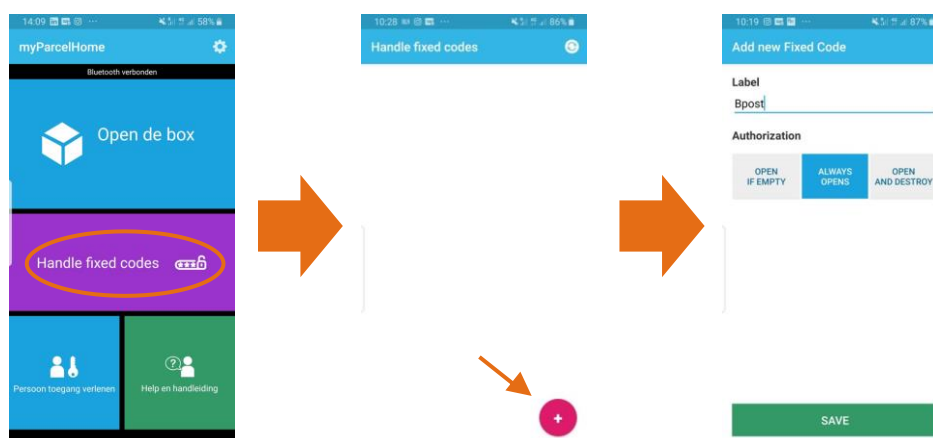 14:09 ··· 58%
myParcelHome
Bluetooth verbonden
Open de box
Handle fixed codes
Persoon toegang verlenen
Help en handleiding
10:28 ··· 86%
Handle fixed codes
+
10:19 ··· 87%
Add new Fixed Code
Label
Bpost
Authorization
OPEN
IF EMPTY
ALWAYS
OPENS
OPEN
AND DESTROY
SAVE